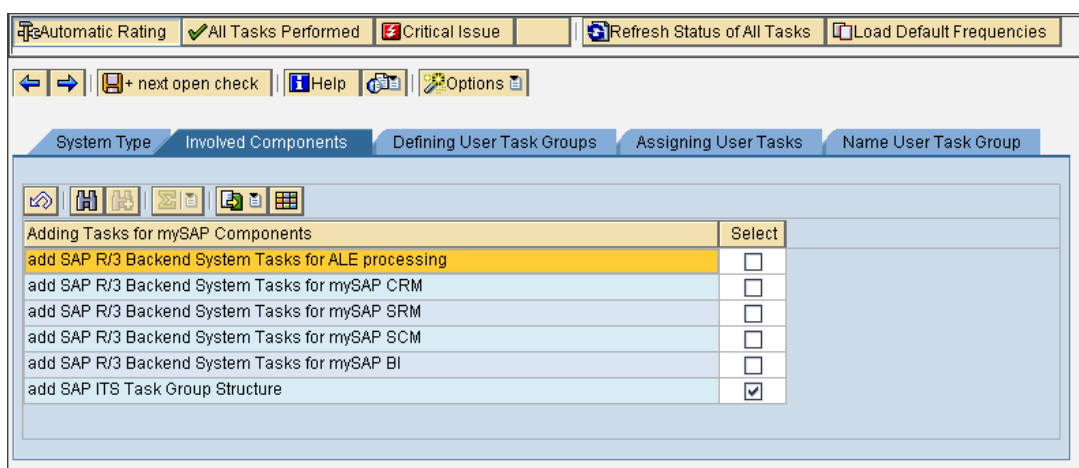 Automatic Rating All Tasks Performed Critical Issue Refresh Status of All Tasks Load Default Frequencies
+ next open check Help Options
System Type Involved Components Defining User Task Groups Assigning User Tasks Name User Task Group
Adding Tasks for mySAP Components Select
add SAP R/3 Backend System Tasks for ALE processing
add SAP R/3 Backend System Tasks for mySAP CRM
add SAP R/3 Backend System Tasks for mySAP SRM
add SAP R/3 Backend System Tasks for mySAP SCM
add SAP R/3 Backend System Tasks for mySAP BI
add SAP ITS Task Group Structure